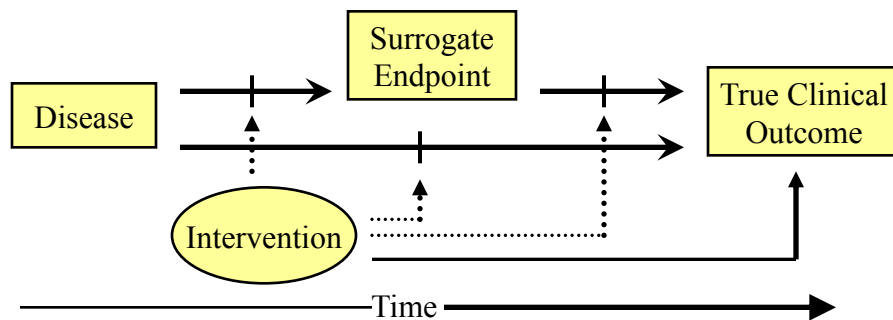 Surrogate
Endpoint
Disease
True Clinical
Outcome
Intervention
Time